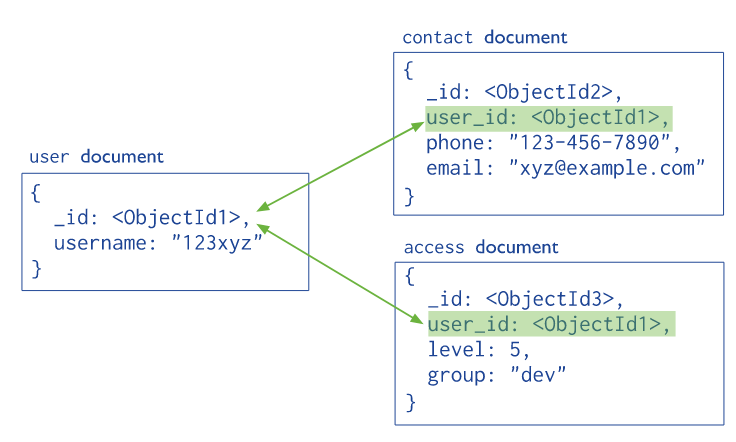 contact document
{
_id: <ObjectId2>,
user_id: <ObjectId1>,
phone: "123-456-7890",
email: "xyz@example.com"
}
user document
{
_id: <ObjectId1>,
username: "123xyz"
}
access document
{
_id: <ObjectId3>,
user_id: <ObjectId1>,
level: 5,
group: "dev"
}